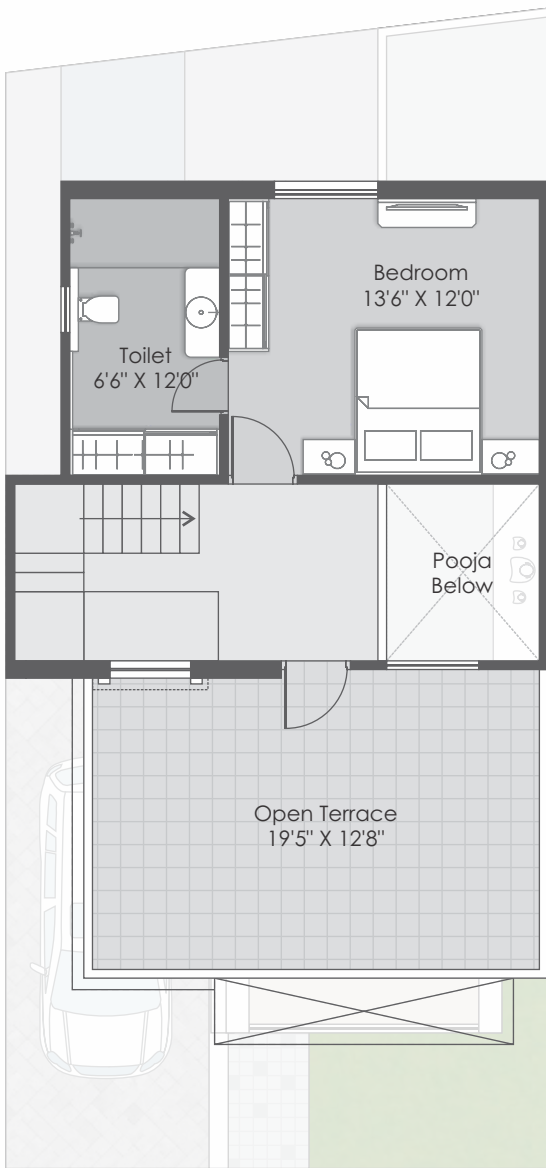 Bedroom
13'6" X 12'0"
Toilet
6'6" X 12'0"
Pooja
Below
Open Terrace
19'5" X 12'8"